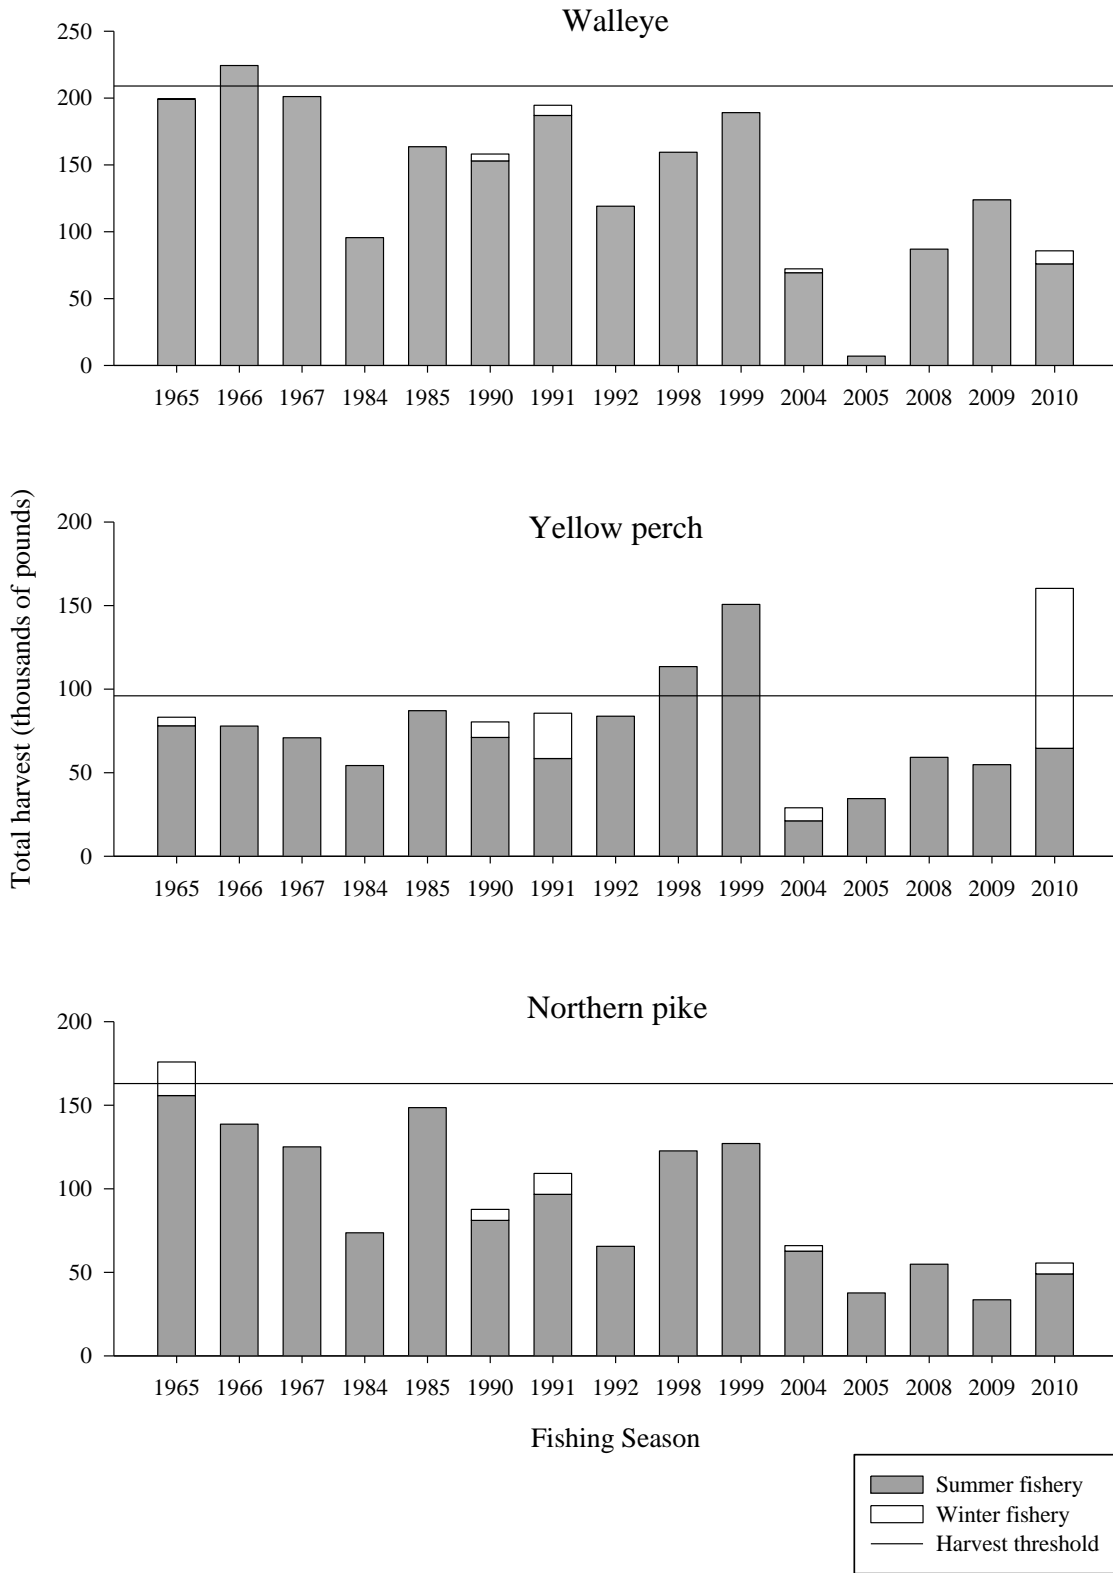 Walleye
250
200
150
100
50
0
1965 1966 1967 1984 1985 1990 1991 1992 1998 1999 2004 2005 2008 2009 2010
Total harvest (thousands of pounds)
Yellow perch
200
150
100
50
0
1965 1966 1967 1984 1985 1990 1991 1992 1998 1999 2004 2005 2008 2009 2010
Northern pike
200
150
100
50
0
1965 1966 1967 1984 1985 1990 1991 1992 1998 1999 2004 2005 2008 2009 2010
Fishing Season
Summer fishery
Winter fishery
Harvest threshold